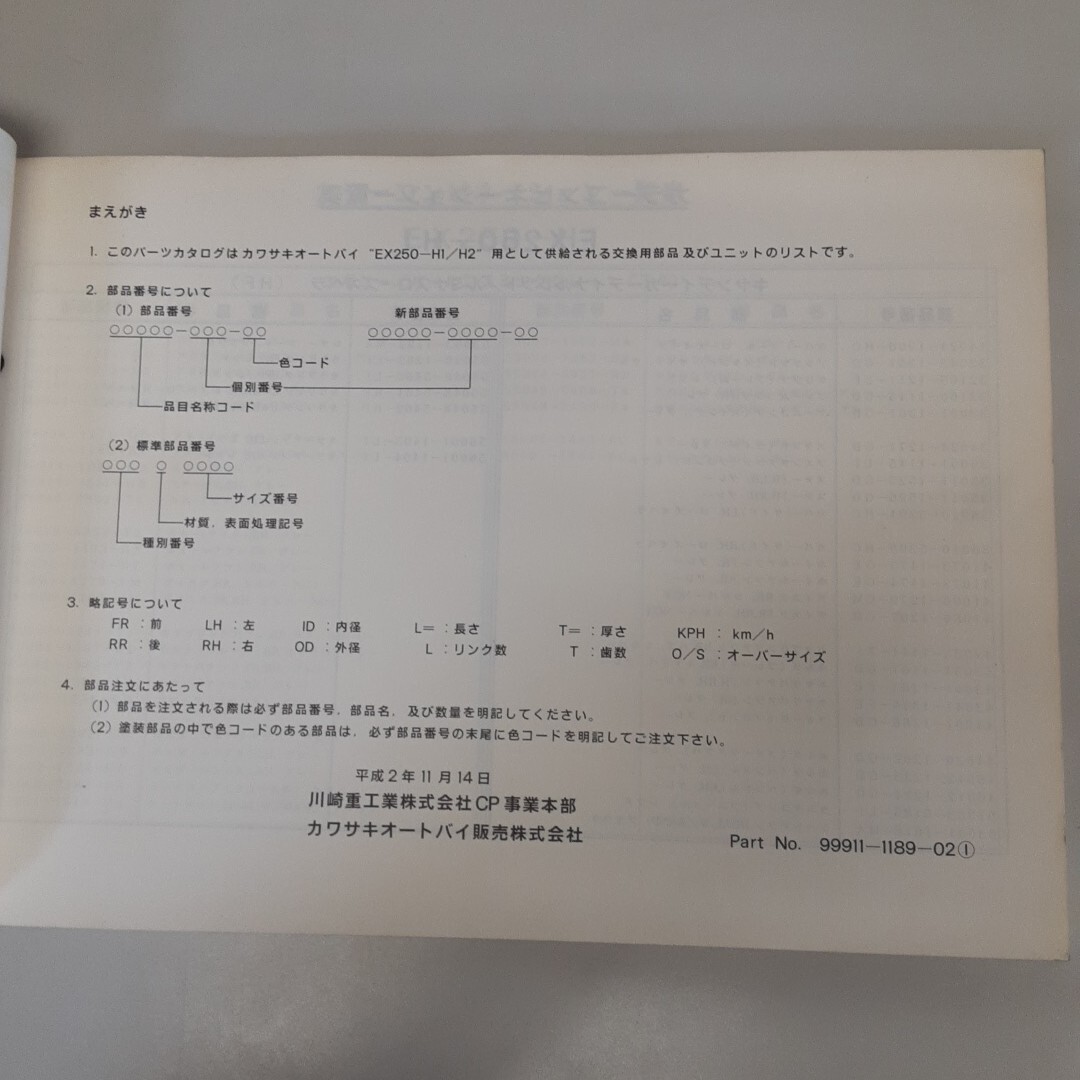 まえがき
1. このパーツカタログはカワサキオートバイ “EX250－H1／H2” 用として供給される交換用部品及びユニットのリストです。
2. 部品番号について
(1) 部品番号 新部品番号
○○○○○－○○○－○○ ○○○○○－○○○○－○○
色コード
個別番号
品目名称コード
(2) 標準部品番号
○○○ ○ ○○○○
サイズ番号
材質．表面処理記号
種別番号
3. 略記号について
FR：前 LH：左 ID：内径 L＝：長さ T＝：厚さ KPH： km／h
RR：後 RH：右 OD：外径 L：リンク数 T：歯数 O／S：オーバーサイズ
4. 部品注文にあたって
(1) 部品を注文される際は必ず部品番号．部品名．及び数量を明記してください。
(2) 塗装部品の中で色コードのある部品は．必ず部品番号の末尾に色コードを明記してご注文下さい。
平成2年11月14日
川崎重工業株式会社CP事業本部
カワサキオートバイ販売株式会社
Part No. 99911－1189－02①